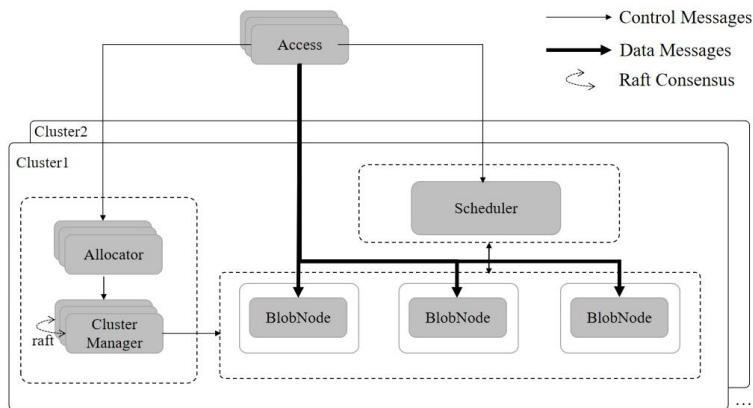 Access
Control Messages
Data Messages
Raft Consensus
Cluster2
Cluster1
Scheduler
Allocator
Cluster
Manager
raft
BlobNode
BlobNode
BlobNode
...